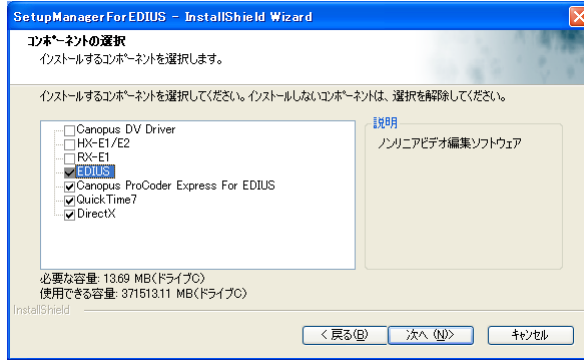 SetupManagerForEDIUS - InstallShield Wizard
コンポーネントの選択
インストールするコンポーネントを選択します。
インストールするコンポーネントを選択してください。インストールしないコンポーネントは、選択を解除してください。
Canopus DV Driver
HX-E1/E2
RX-E1
EDIUS
Canopus ProCoder Express For EDIUS
QuickTime7
DirectX
説明
ノンリニアビデオ編集ソフトウェア
必要な容量: 13.69 MB(ドライブC)
使用できる容量: 371513.11 MB(ドライブC)
InstallShield
< 戻る(B)
次へ (N)>
キャンセル